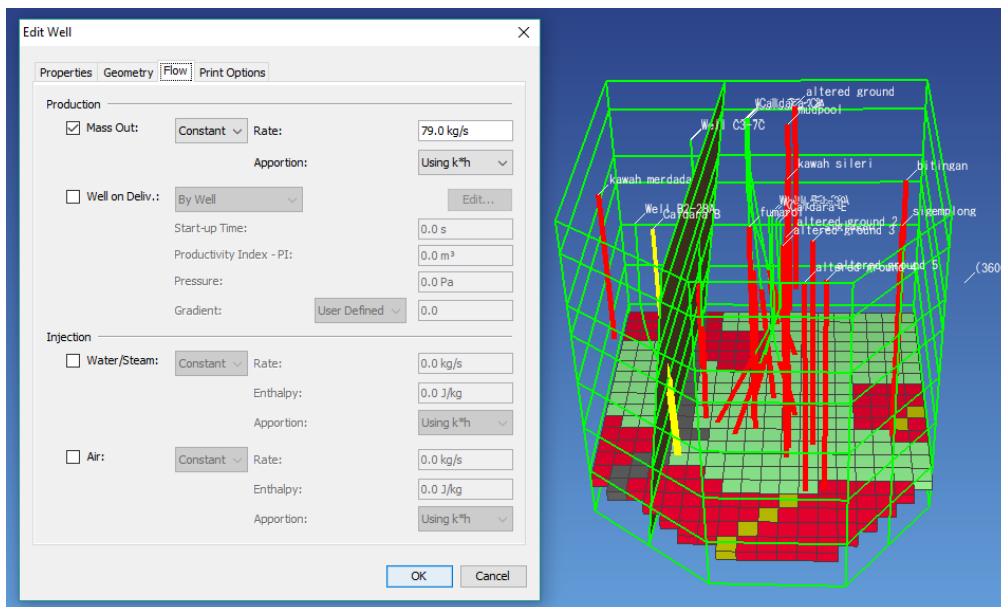 Edit Well
Properties Geometry Flow Print Options
Production
Mass Out: Constant Rate: 79.0 kg/s
Apportion: Using k*h
Well on Deliv.: By Well Edit...
Start-up Time: 0.0 s
Productivity Index - PI: 0.0 m³
Pressure: 0.0 Pa
Gradient: User Defined 0.0
Injection
Water/Steam: Constant Rate: 0.0 kg/s
Enthalpy: 0.0 J/kg
Apportion: Using k*h
Air: Constant Rate: 0.0 kg/s
Enthalpy: 0.0 J/kg
Apportion: Using k*h
OK Cancel
altered ground
mudpool
Well C3-7C
kawah sileri
bitingan
kawah merdada
Well B2-28A
Caldara B
fumarol
sigemplong
altered ground 2
altered ground 3
altered ground 5
(360